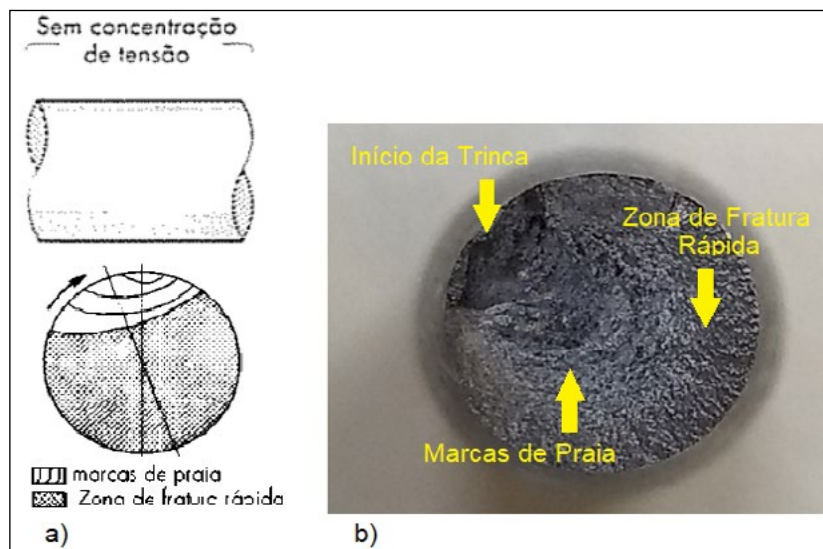 Sem concentração
de tensão
marcas de praia
Zona de frature rápida
a)
Início da Trinca
Zona de Fratura
Rápida
Marcas de Praia
b)